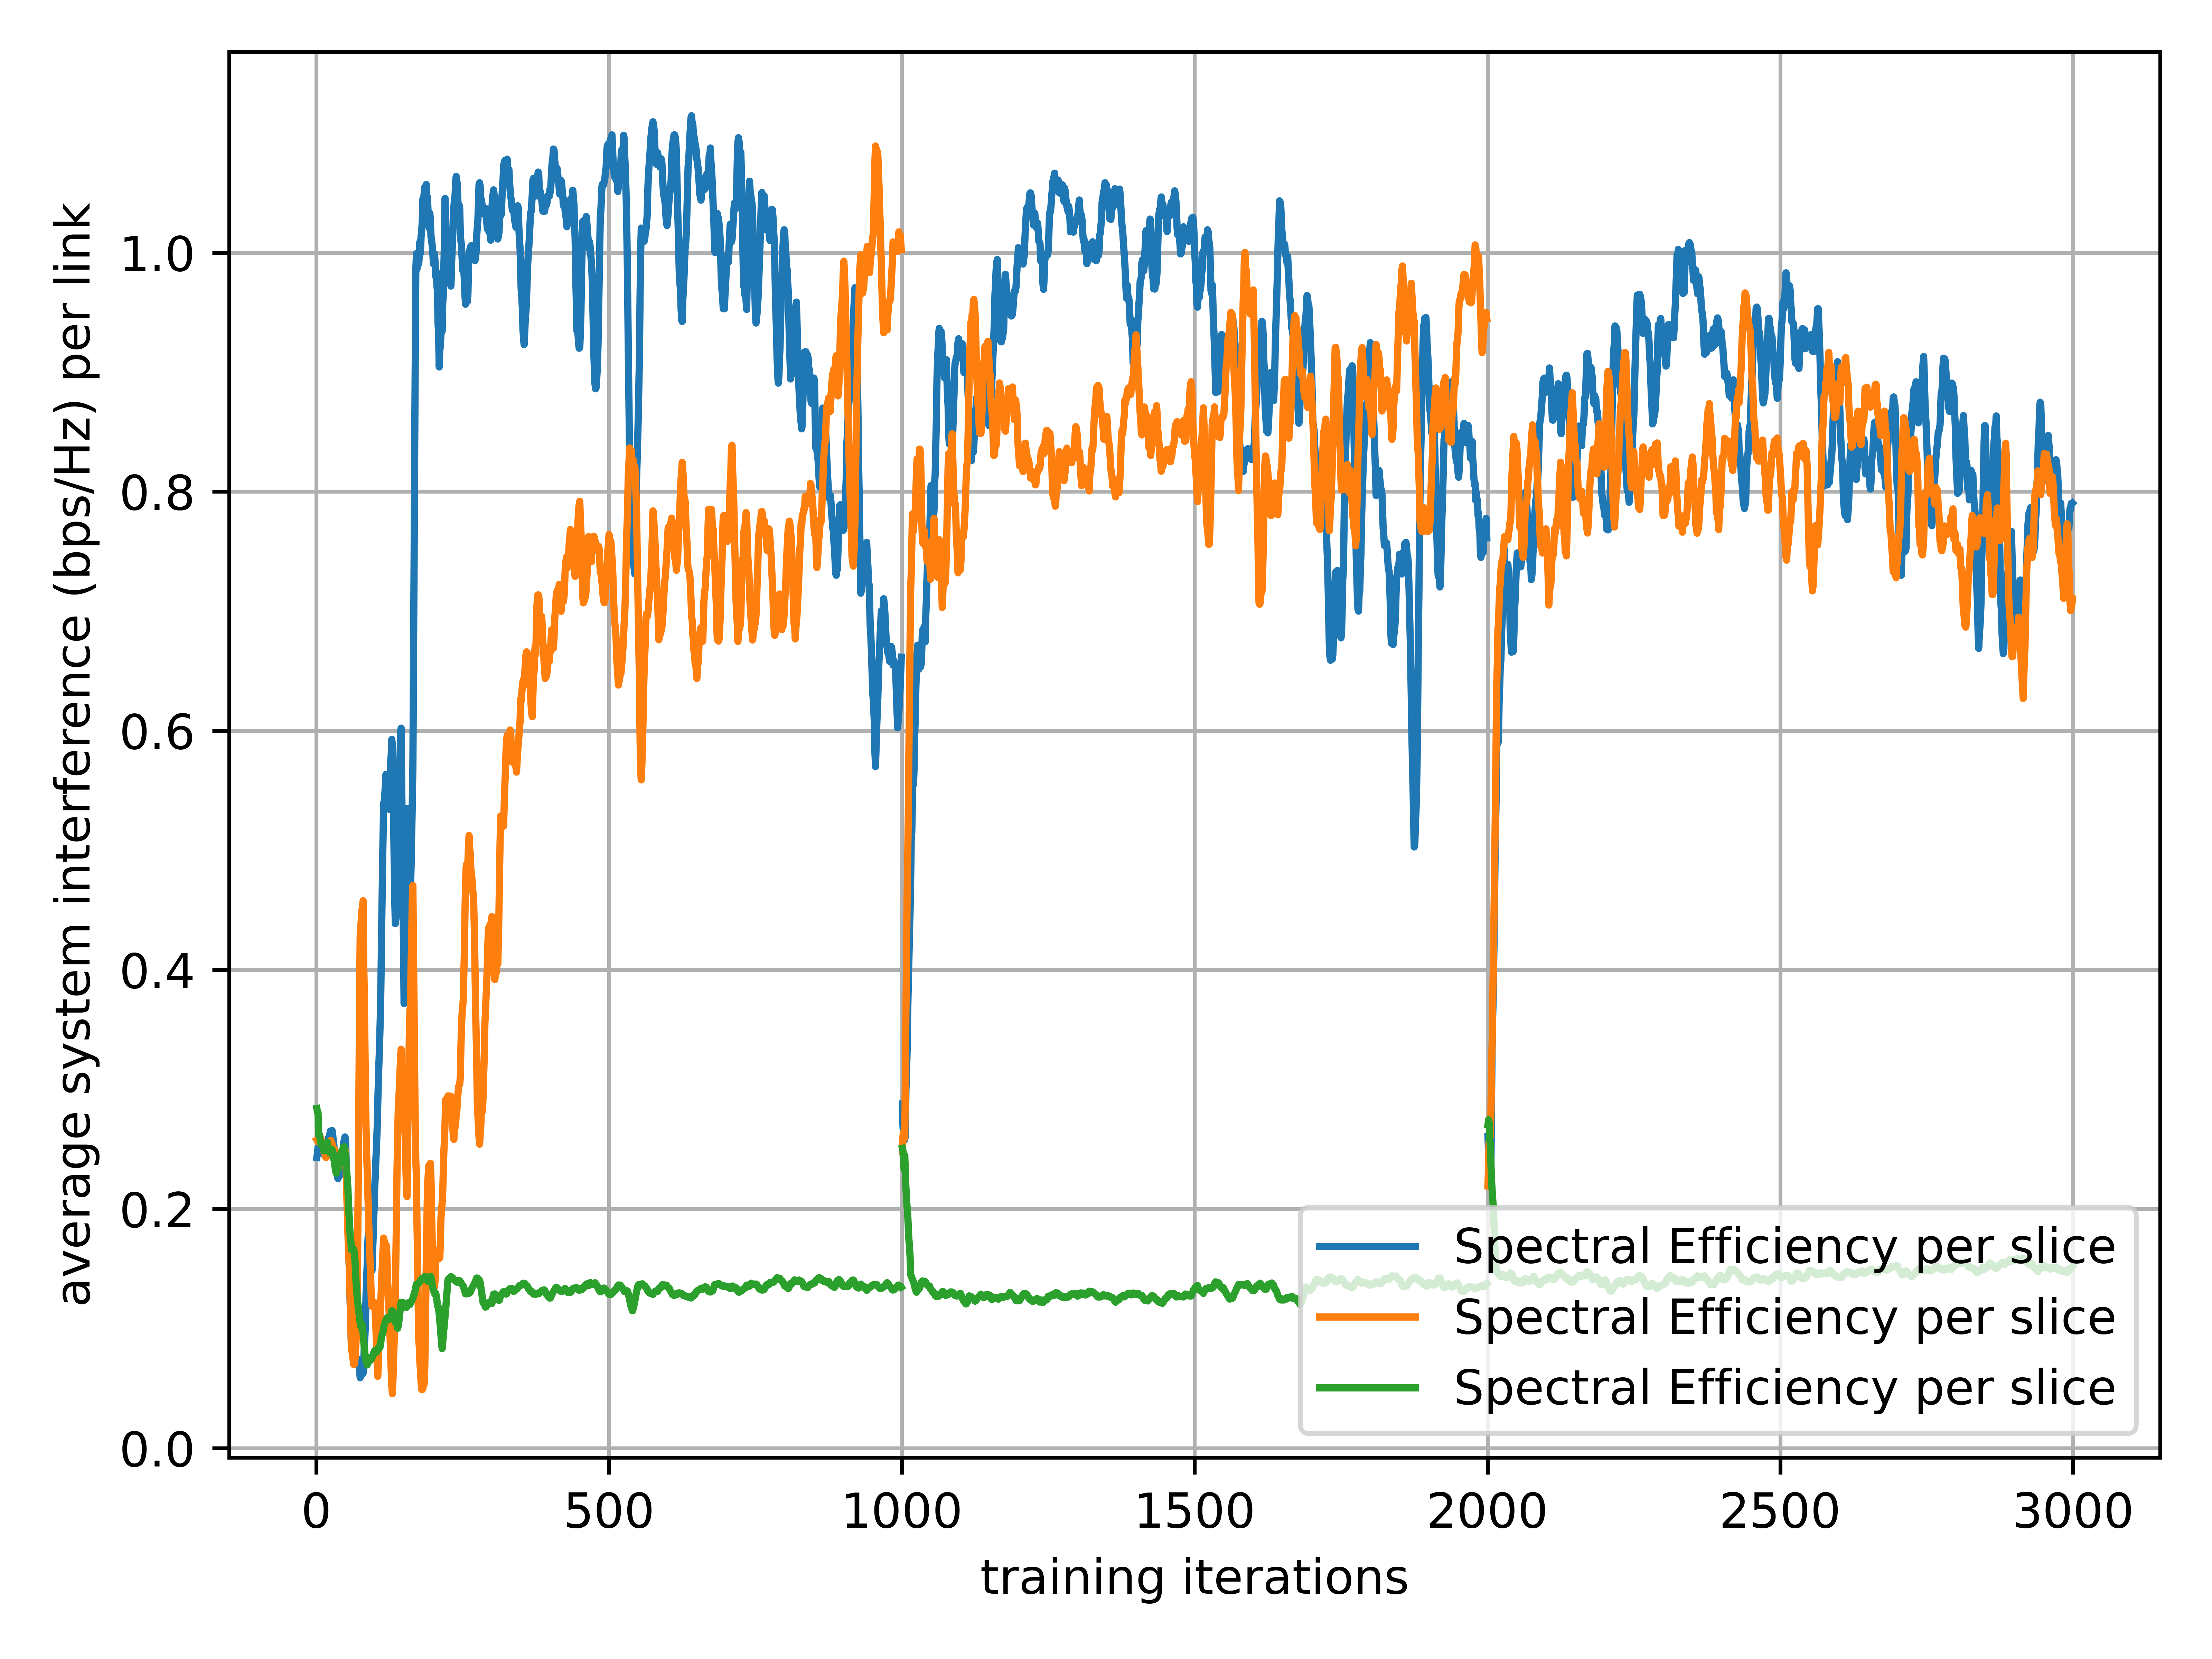 average system interference (bps/Hz) per link
1.0
0.8
0.6
0.4
0.2
0.0
Spectral Efficiency per slice
Spectral Efficiency per slice
Spectral Efficiency per slice
0 500 1000 1500 2000 2500 3000
training iterations